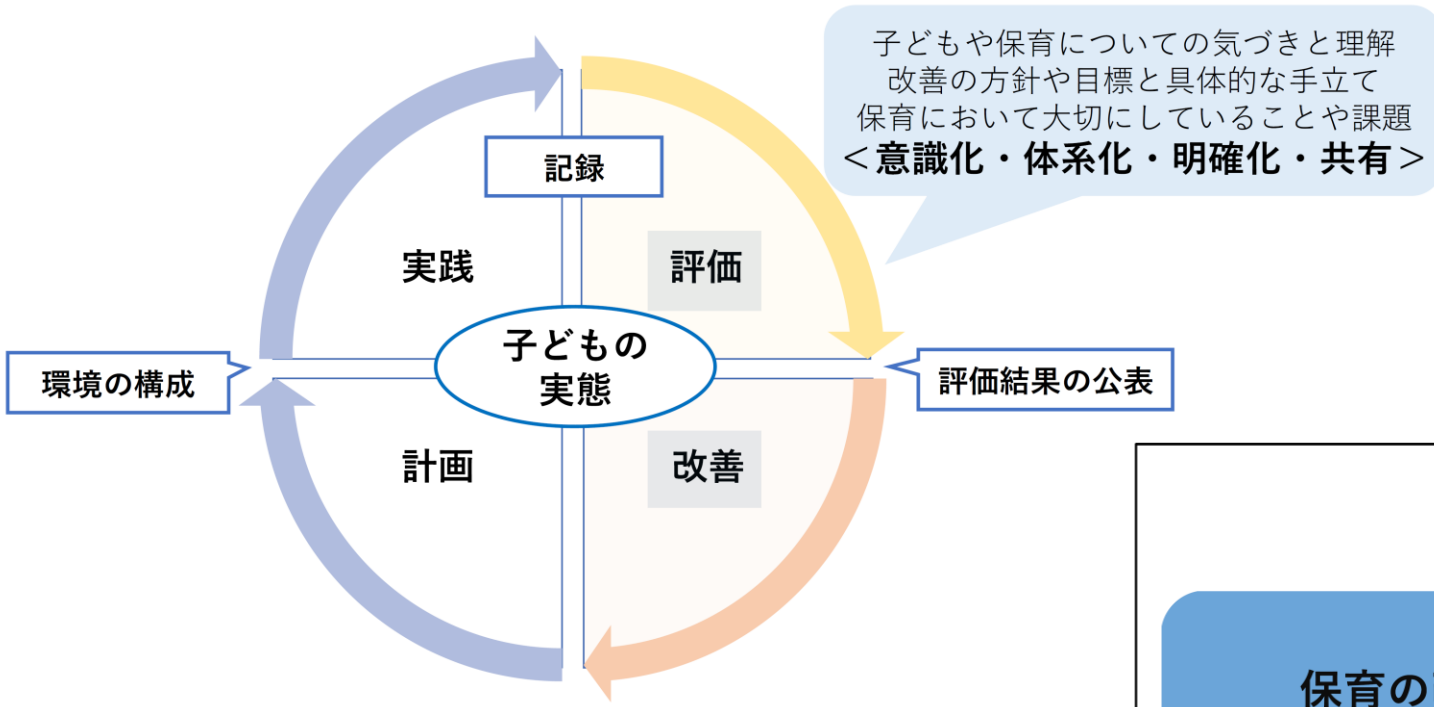 子どもや保育についての気づきと理解
改善の方針や目標と具体的な手立て
保育において大切にしていることや課題
＜意識化・体系化・明確化・共有＞
記録
実践
評価
子どもの
実態
環境の構成
評価結果の公表
計画
改善
保育の